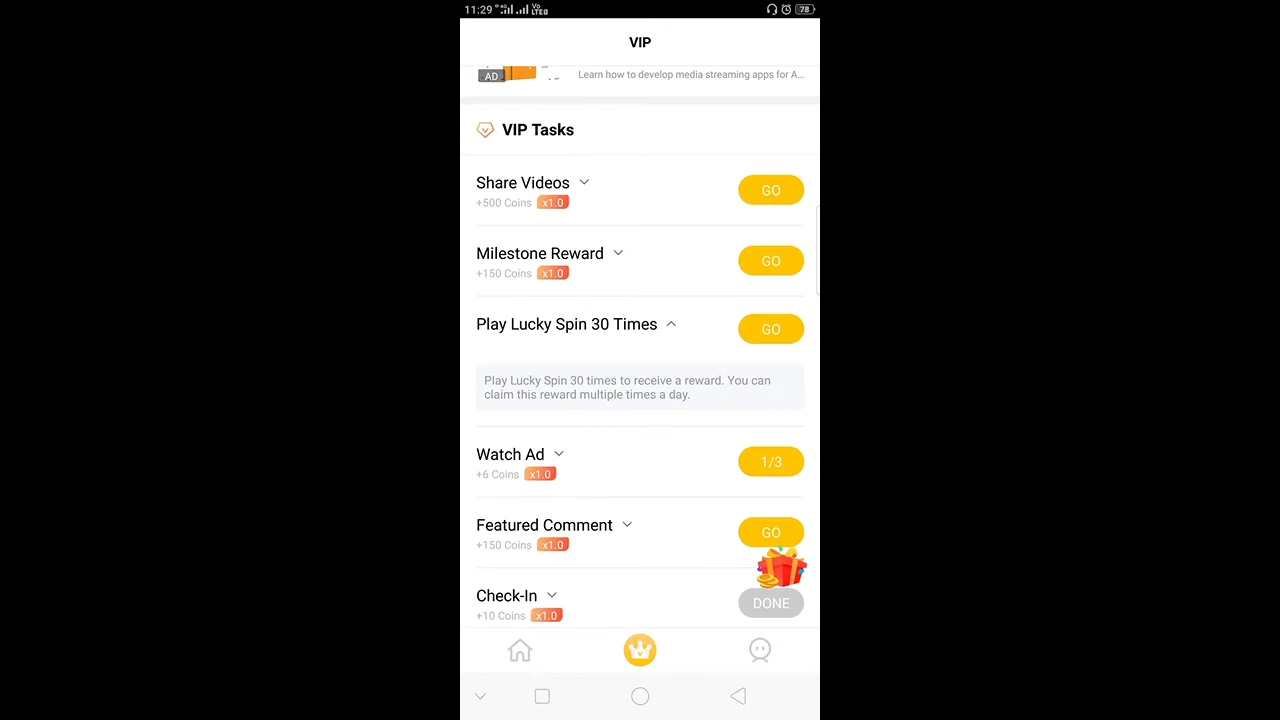 11:29 4G Vo LTE 78
VIP
AD
Learn how to develop media streaming apps for A...
VIP Tasks
Share Videos
GO
+500 Coins x1.0
Milestone Reward
GO
+150 Coins x1.0
Play Lucky Spin 30 Times
GO
Play Lucky Spin 30 times to receive a reward. You can
claim this reward multiple times a day.
Watch Ad
1/3
+6 Coins x1.0
Featured Comment
GO
+150 Coins x1.0
Check-In
DONE
+10 Coins x1.0